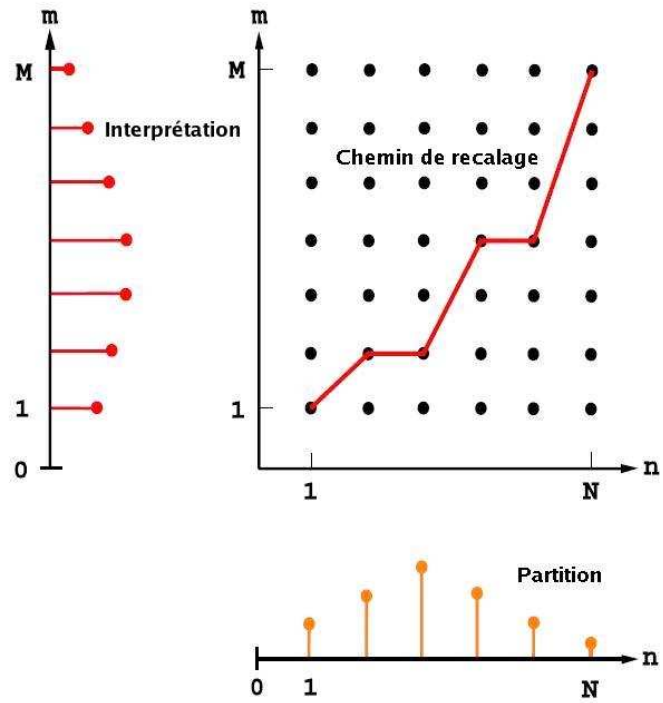 m
M
Interprétation
1
0
m
M
Chemin de recalage
1
n
1
N
Partition
n
0
1
N